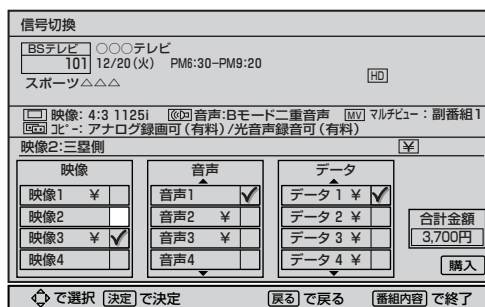 信号切換
BSテレビ ○○○テレビ
101 12/20(火) PM6:30-PM9:20
スポーツ△△△ HD
映像: 4:3 1125i 音声:Bモード二重音声 MV マルチビュー:副番組1
コピー: アナログ録画可(有料)/光音声録音可(有料)
映像2:三塁側 ¥
映像 音声 データ
映像1 ¥ 音声1 データ1 ¥
映像2 音声2 ¥ データ2 ¥ 合計金額
映像3 ¥ 音声3 ¥ データ3 ¥ 3,700円
映像4 音声4 データ4 ¥ 購入
で選択 決定 で決定 戻る で戻る 番組内容 で終了